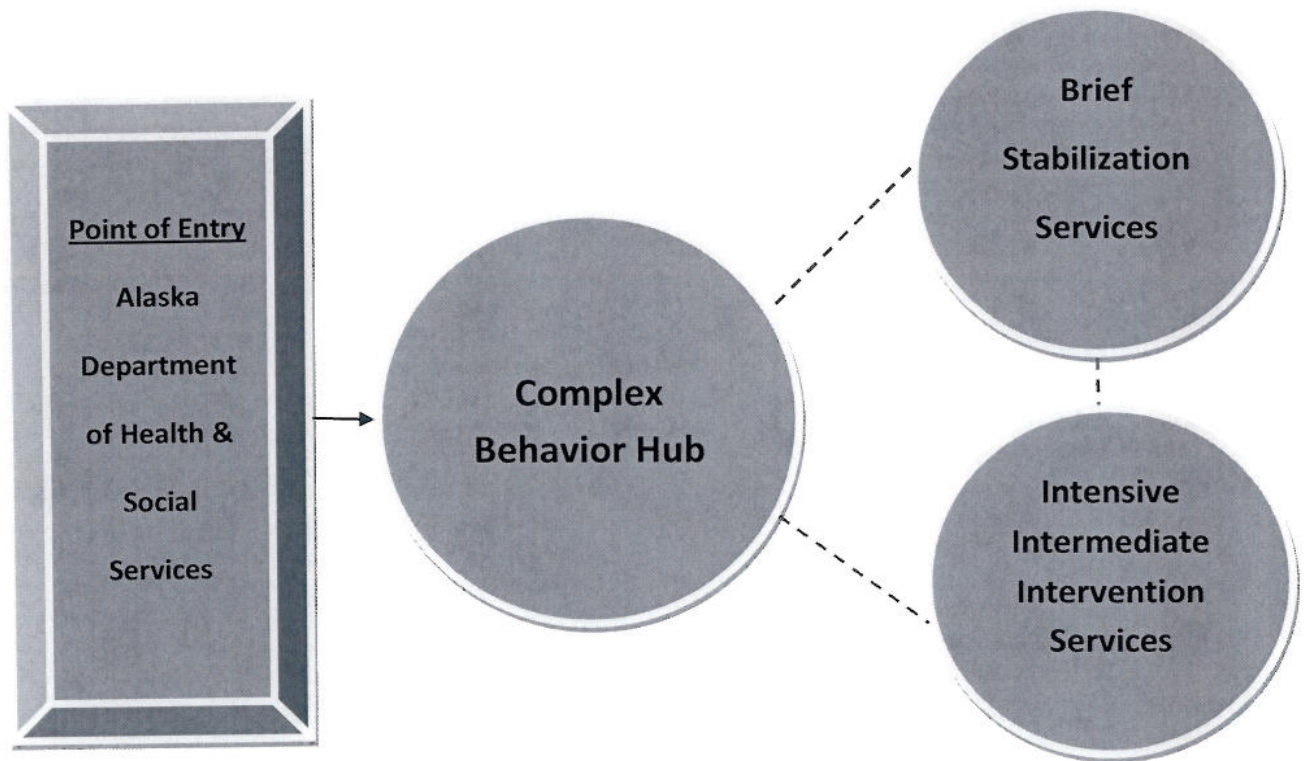 Point of Entry
Alaska
Department
of Health &
Social
Services
Complex
Behavior Hub
Brief
Stabilization
Services
Intensive
Intermediate
Intervention
Services